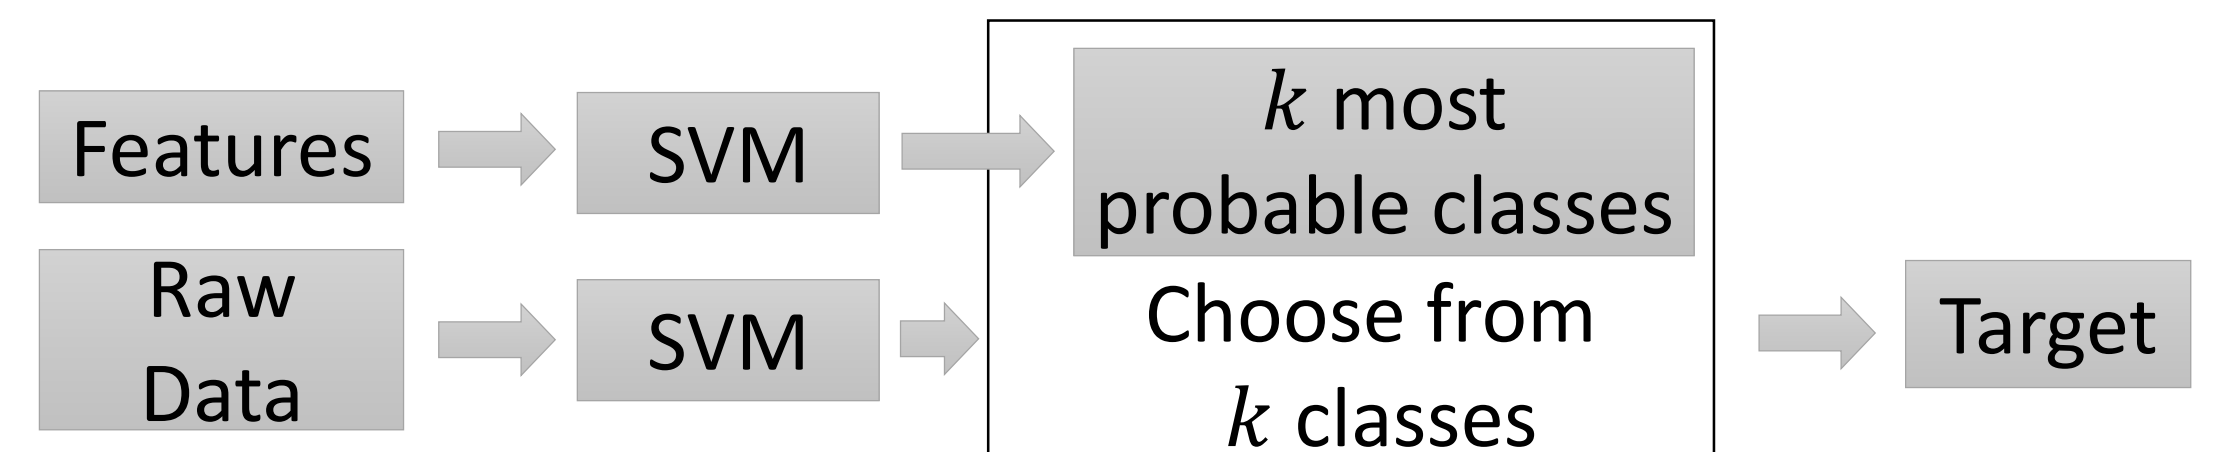 Features
SVM
k most
probable classes
Raw
Data
SVM
Choose from
k classes
Target